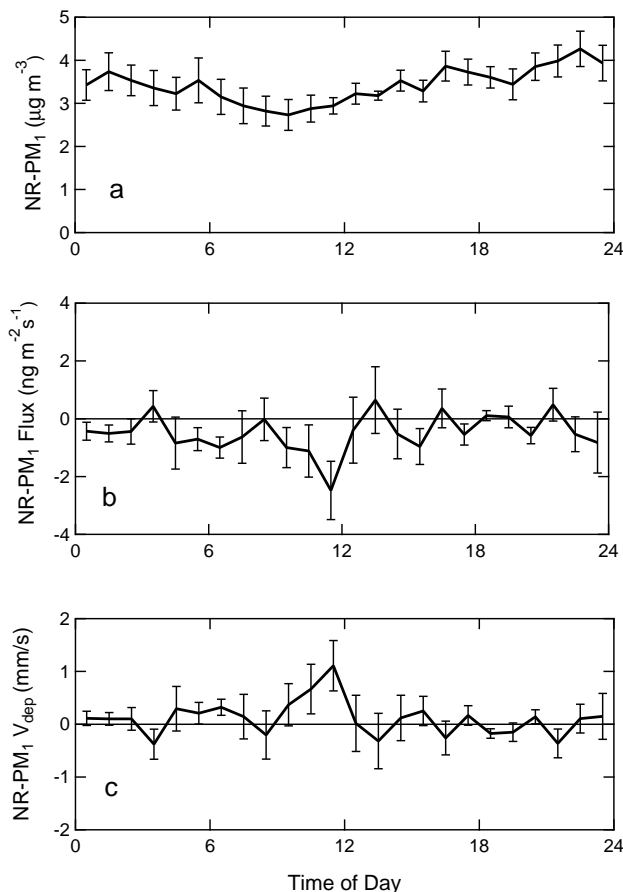 5
4
3
2
1
0
NR-PM₁ (µg m⁻³)
a
0 6 12 18 24
4
2
0
-2
-4
NR-PM₁ Flux (ng m⁻² s⁻¹)
b
0 6 12 18 24
2
1
0
-1
-2
NR-PM₁ V_dep (mm/s)
c
0 6 12 18 24
Time of Day